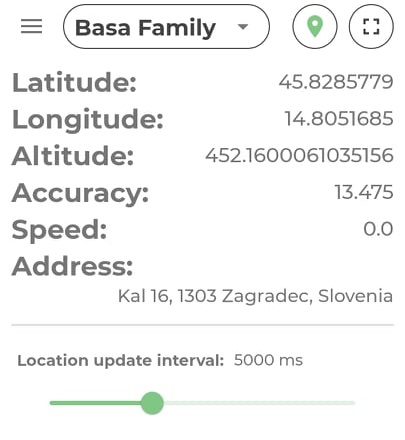 Basa Family
Latitude: 45.8285779
Longitude: 14.8051685
Altitude: 452.1600061035156
Accuracy: 13.475
Speed: 0.0
Address:
Kal 16, 1303 Zagradec, Slovenia
Location update interval: 5000 ms